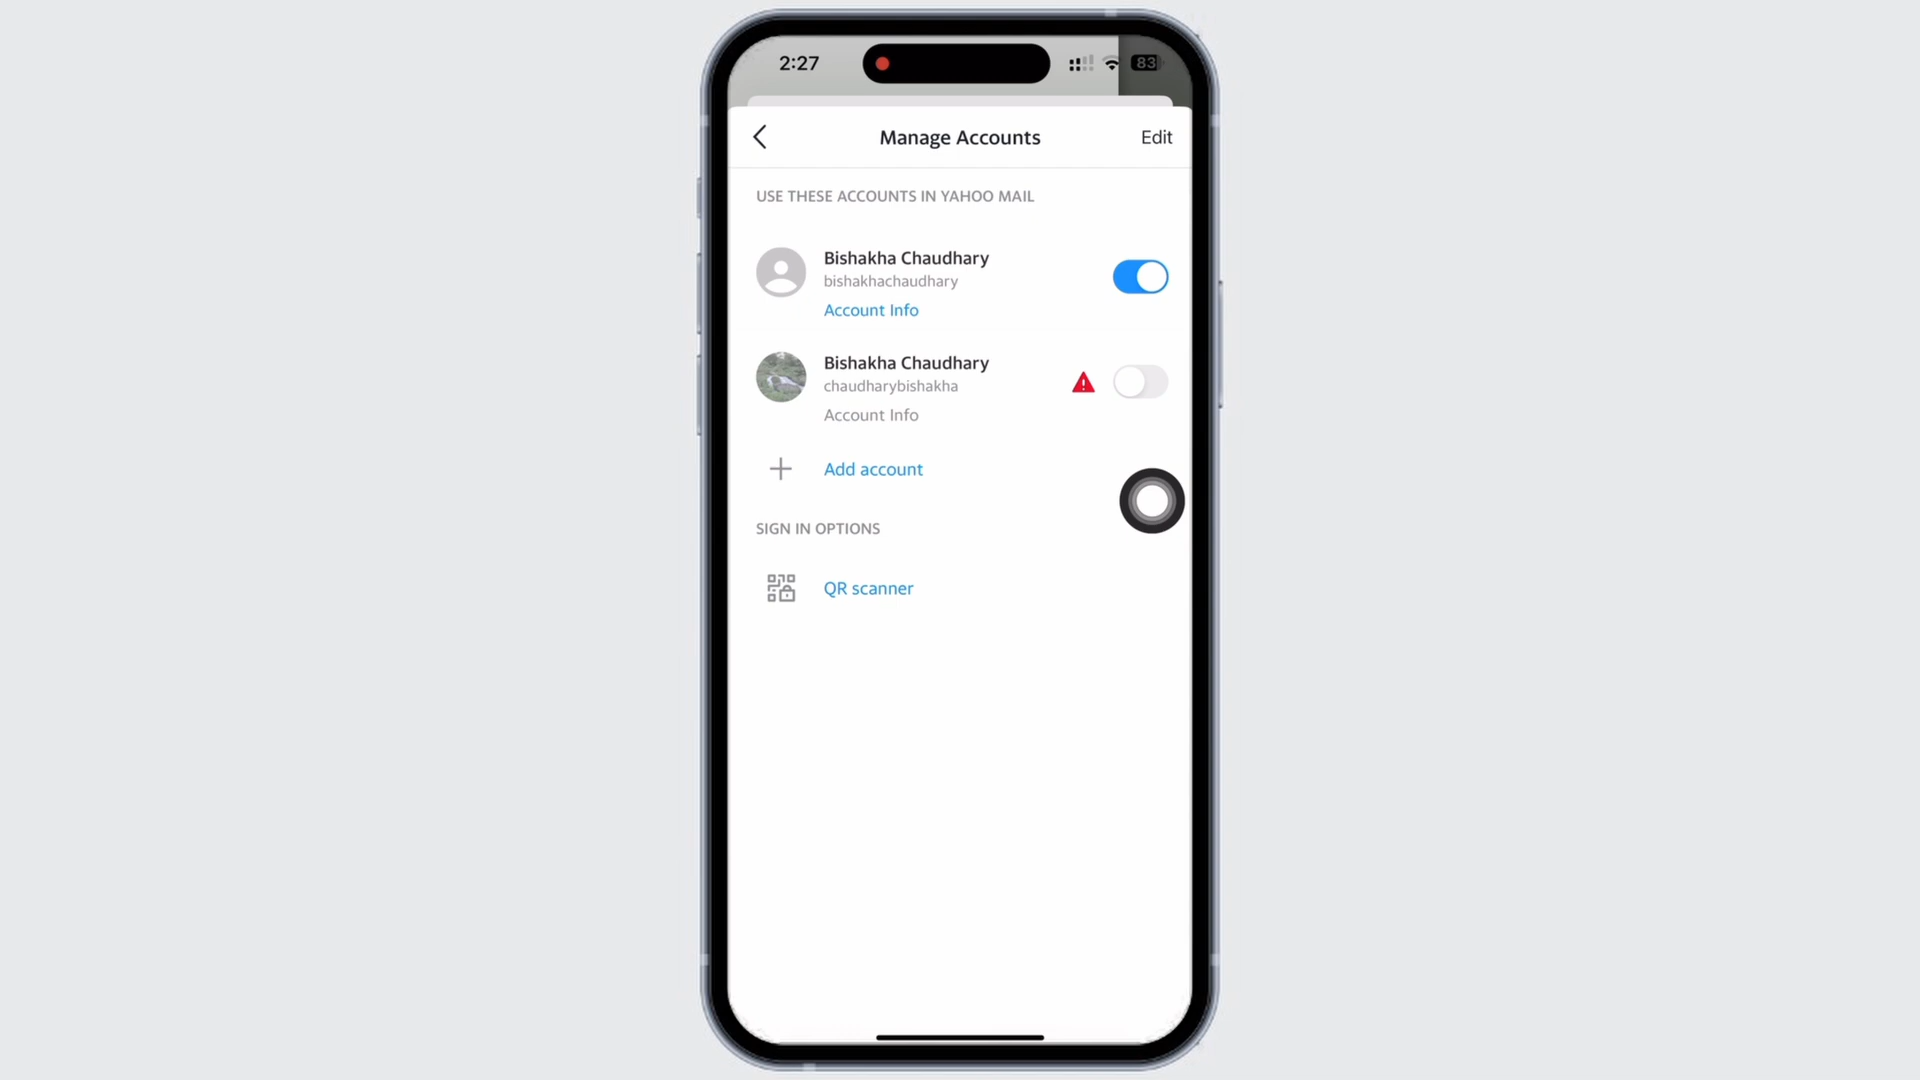 2:27
83
Manage Accounts
Edit
USE THESE ACCOUNTS IN YAHOO MAIL
Bishakha Chaudhary
bishakhachaudhary
Account Info
Bishakha Chaudhary
chaudharybishakha
Account Info
Add account
SIGN IN OPTIONS
QR scanner